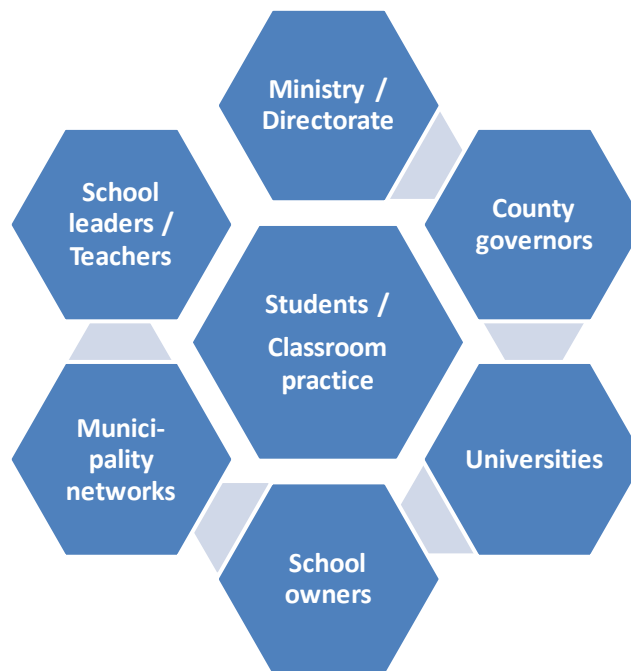 Ministry /
Directorate
School
leaders /
Teachers
County
governors
Students /
Classroom
practice
Munici-
pality
networks
Universities
School
owners